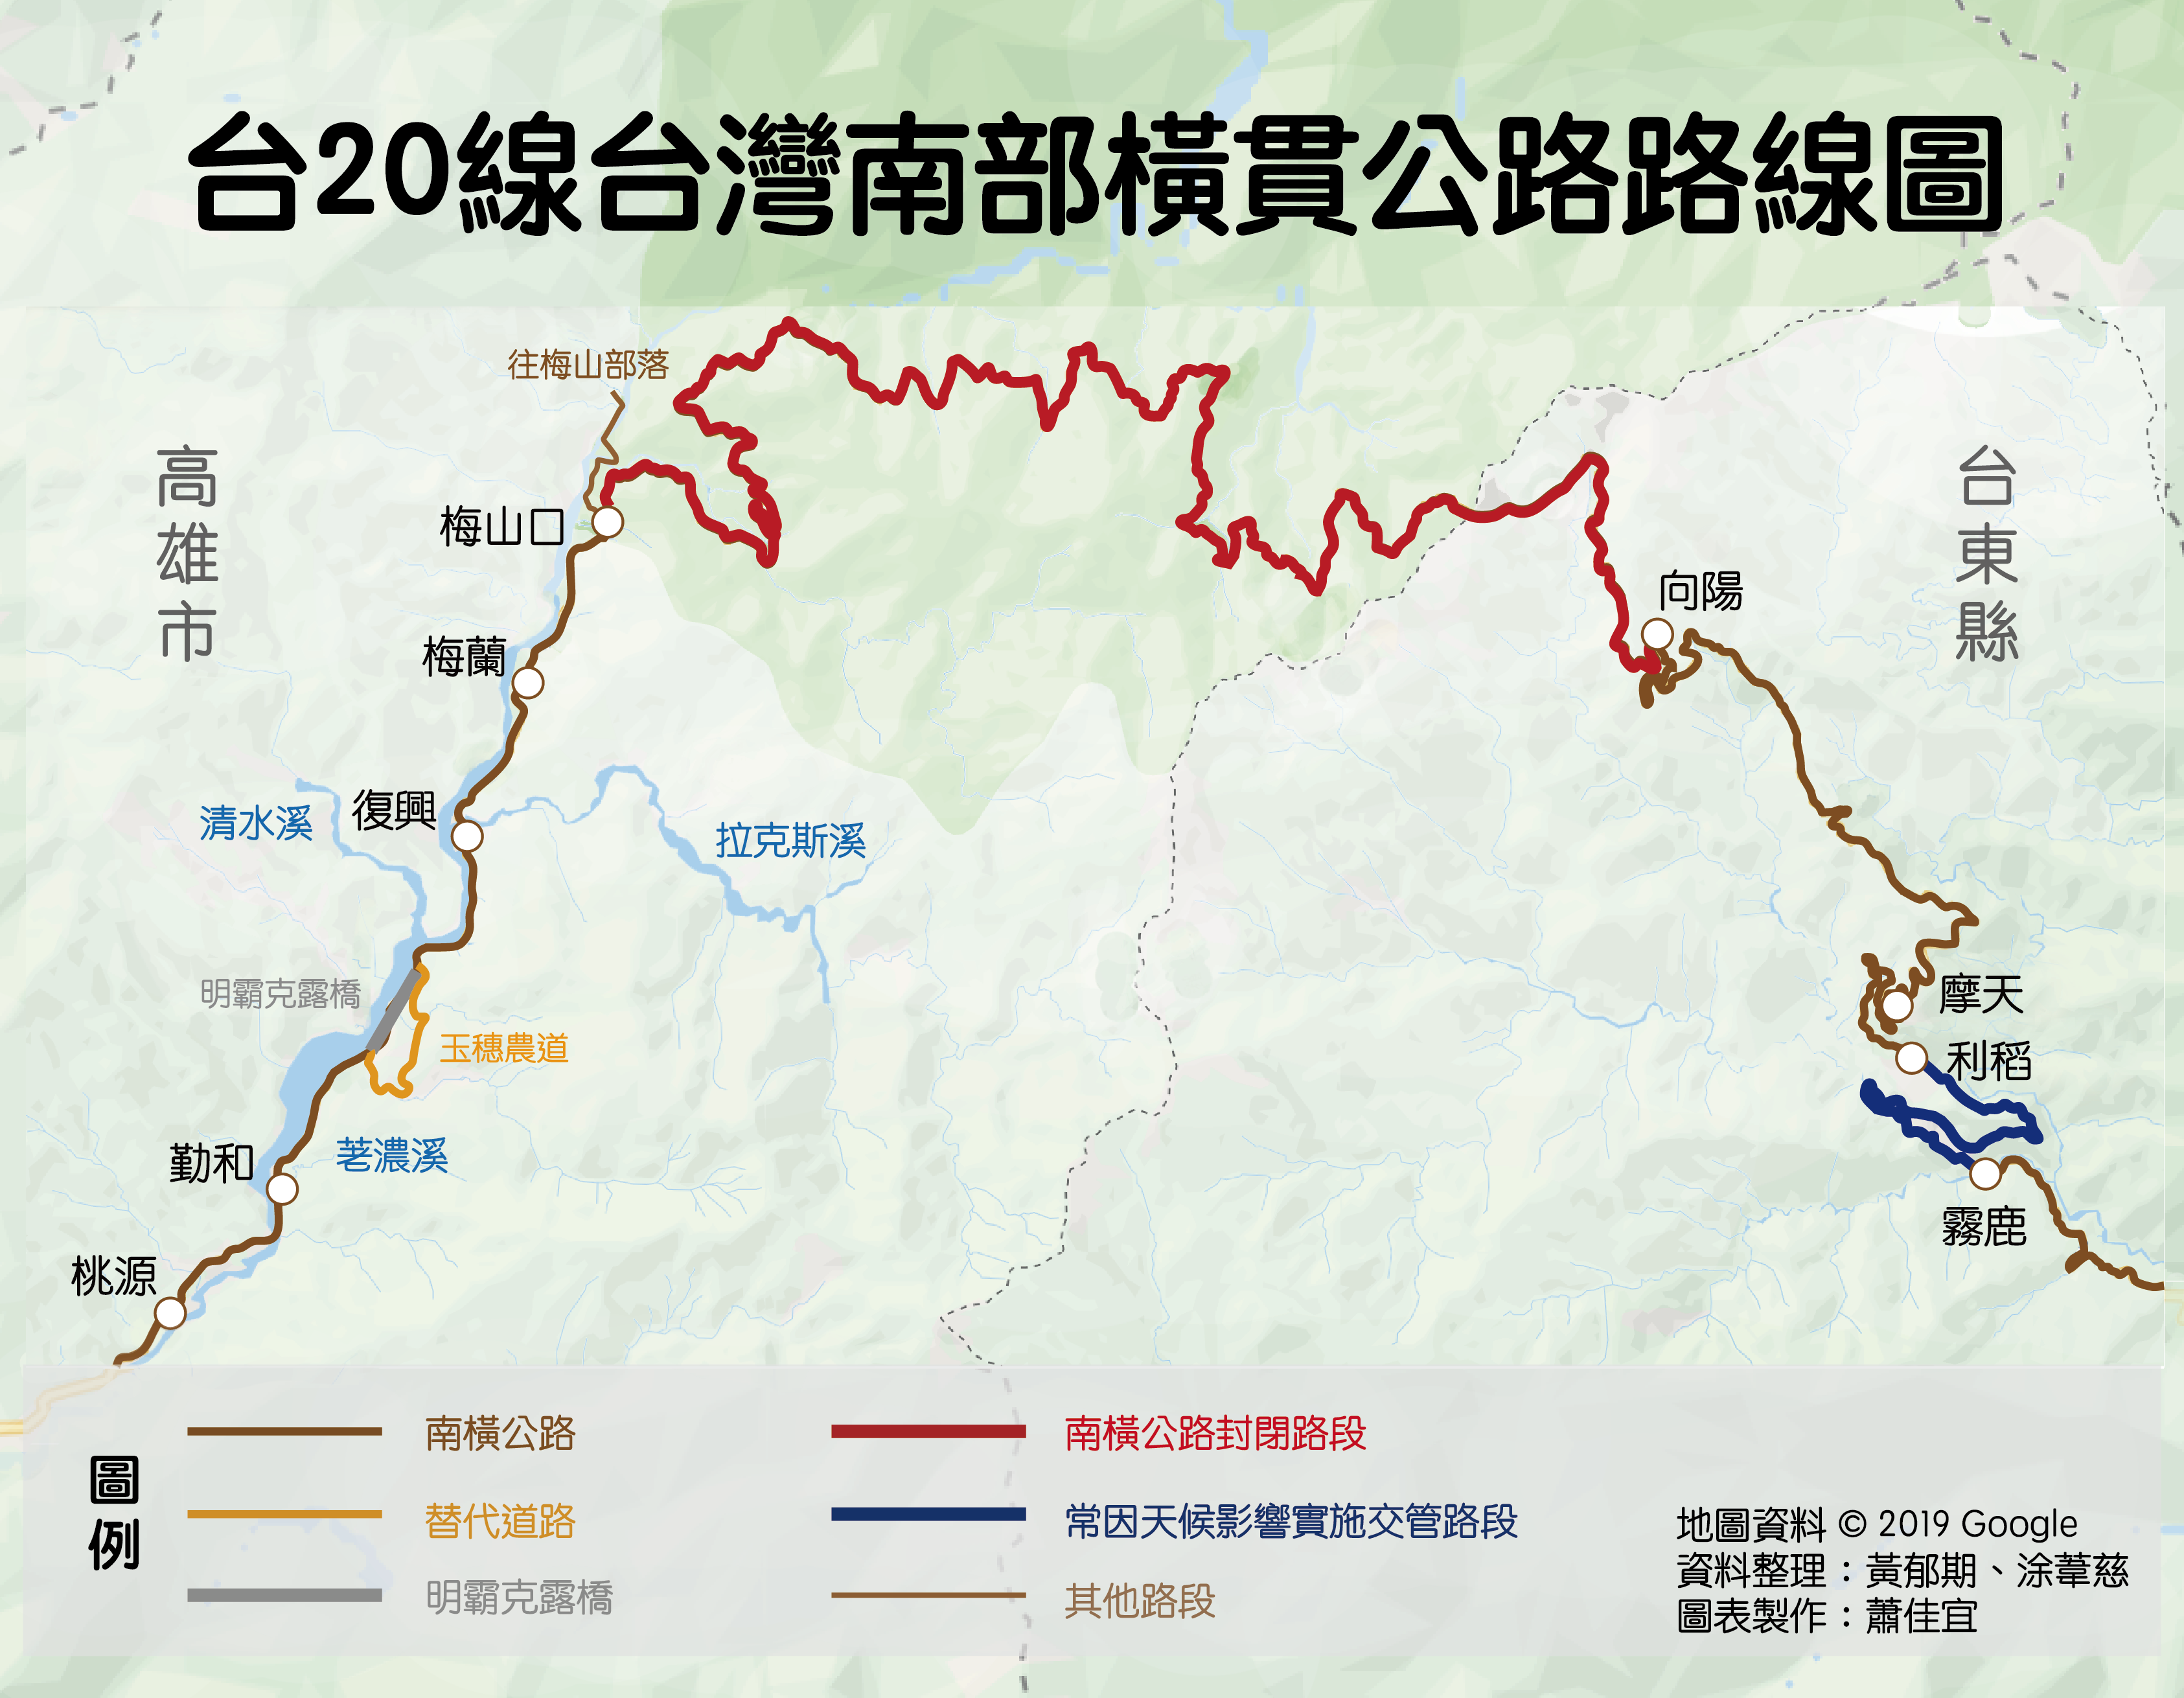 台20線台灣南部橫貫公路路線圖
往梅山部落
高雄市
台東縣
梅山口
向陽
梅蘭
復興
清水溪
拉克斯溪
明霸克露橋
摩天
玉穗農道
利稻
勤和
荖濃溪
霧鹿
桃源
圖例
南橫公路
南橫公路封閉路段
替代道路
常因天候影響實施交管路段
明霸克露橋
其他路段
地圖資料 © 2019 Google
資料整理：黃郁期、涂葦慈
圖表製作：蕭佳宜